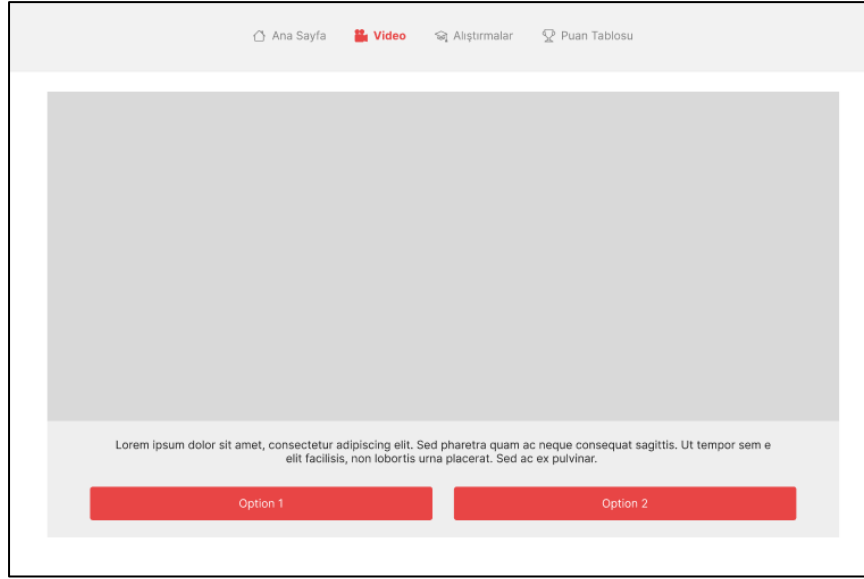 Ana Sayfa Video Alıştırmalar Puan Tablosu
Lorem ipsum dolor sit amet, consectetur adipiscing elit. Sed pharetra quam ac neque consequat sagittis. Ut tempor sem e
elit facilisis, non lobortis urna placerat. Sed ac ex pulvinar.
Option 1 Option 2